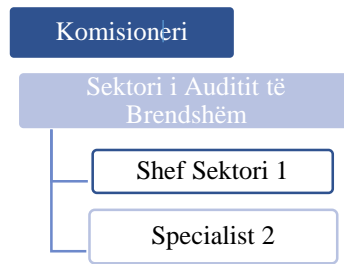 Komisioneri
Sektori i Auditit të
Brendshëm
Shef Sektori 1
Specialist 2